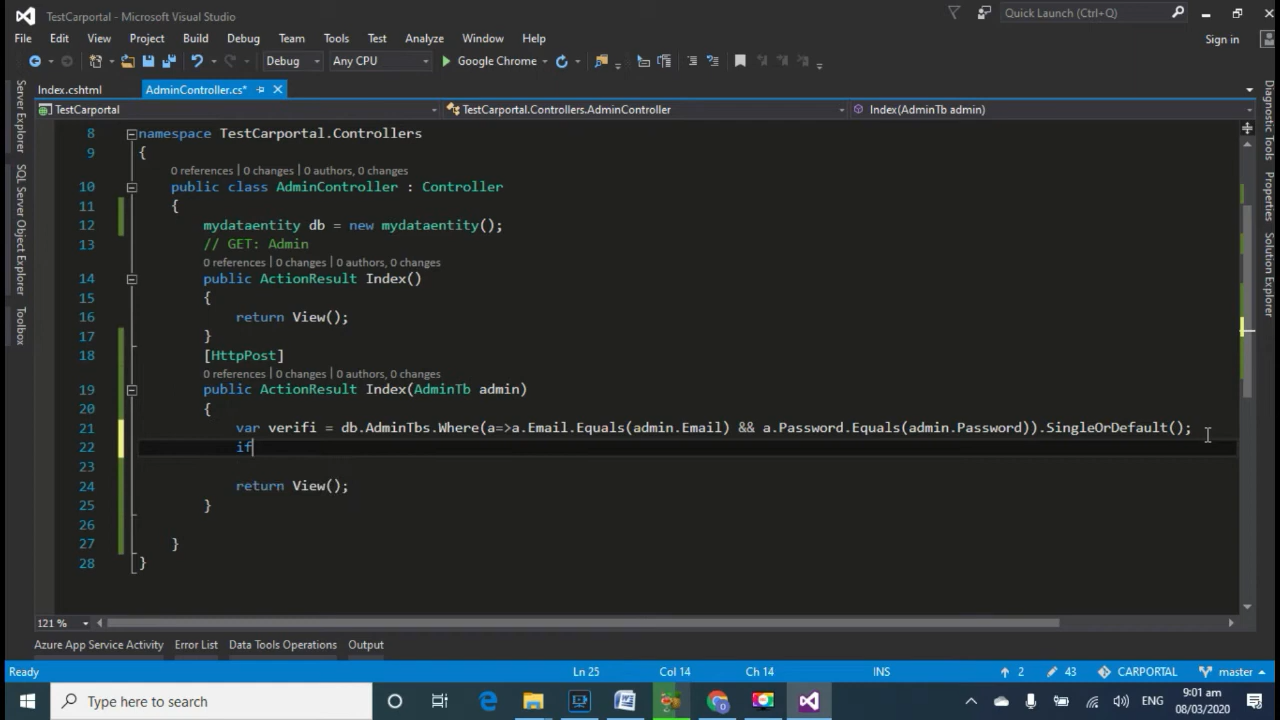 TestCarportal - Microsoft Visual Studio
Quick Launch (Ctrl+Q)
File Edit View Project Build Debug Team Tools Test Analyze Window Help
Sign in
Debug Any CPU Google Chrome
Index.cshtml AdminController.cs*
TestCarportal TestCarportal.Controllers.AdminController Index(AdminTb admin)
Server Explorer
SQL Server Object Explorer
Toolbox
8 namespace TestCarportal.Controllers
9 {
0 references | 0 changes | 0 authors, 0 changes
10 public class AdminController : Controller
11 {
12 mydataentity db = new mydataentity();
13 // GET: Admin
0 references | 0 changes | 0 authors, 0 changes
14 public ActionResult Index()
15 {
16 return View();
17 }
18 [HttpPost]
0 references | 0 changes | 0 authors, 0 changes
19 public ActionResult Index(AdminTb admin)
20 {
21 var verifi = db.AdminTbs.Where(a=>a.Email.Equals(admin.Email) && a.Password.Equals(admin.Password)).SingleOrDefault();
22 if
23
24 return View();
25 }
26
27 }
28 }
Diagnostic Tools
Properties
Solution Explorer
121 %
Azure App Service Activity Error List Data Tools Operations Output
Ready Ln 25 Col 14 Ch 14 INS 2 43 CARPORTAL master
Type here to search
ENG
9:01 am
08/03/2020